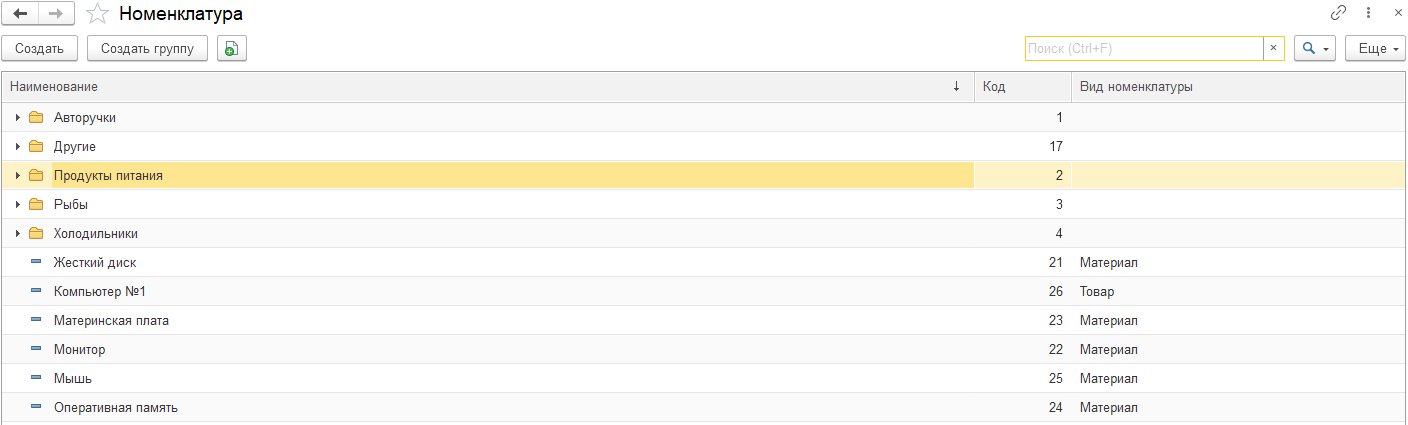 Номенклатура
Создать Создать группу Поиск (Ctrl+F) × Еще
Наименование ↓ Код Вид номенклатуры
Авторучки 1
Другие 17
Продукты питания 2
Рыбы 3
Холодильники 4
Жесткий диск 21 Материал
Компьютер №1 26 Товар
Материнская плата 23 Материал
Монитор 22 Материал
Мышь 25 Материал
Оперативная память 24 Материал